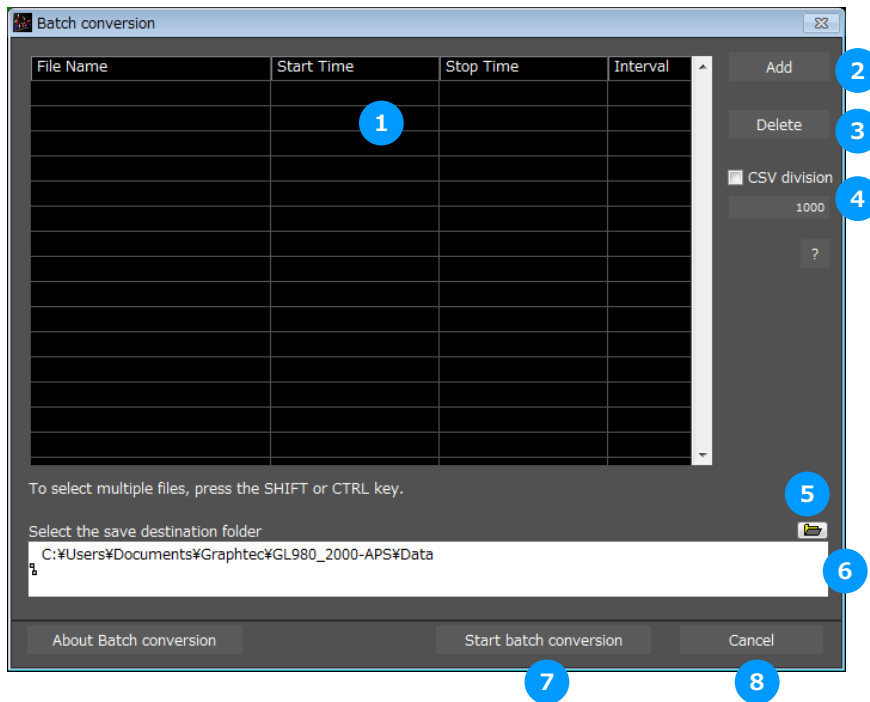 Batch conversion
File Name Start Time Stop Time Interval
Add
2
1
Delete
3
CSV division
4
1000
?
To select multiple files, press the SHIFT or CTRL key.
5
Select the save destination folder
C:¥Users¥Documents¥Graphtec¥GL980_2000-APS¥Data
6
About Batch conversion Start batch conversion Cancel
7 8